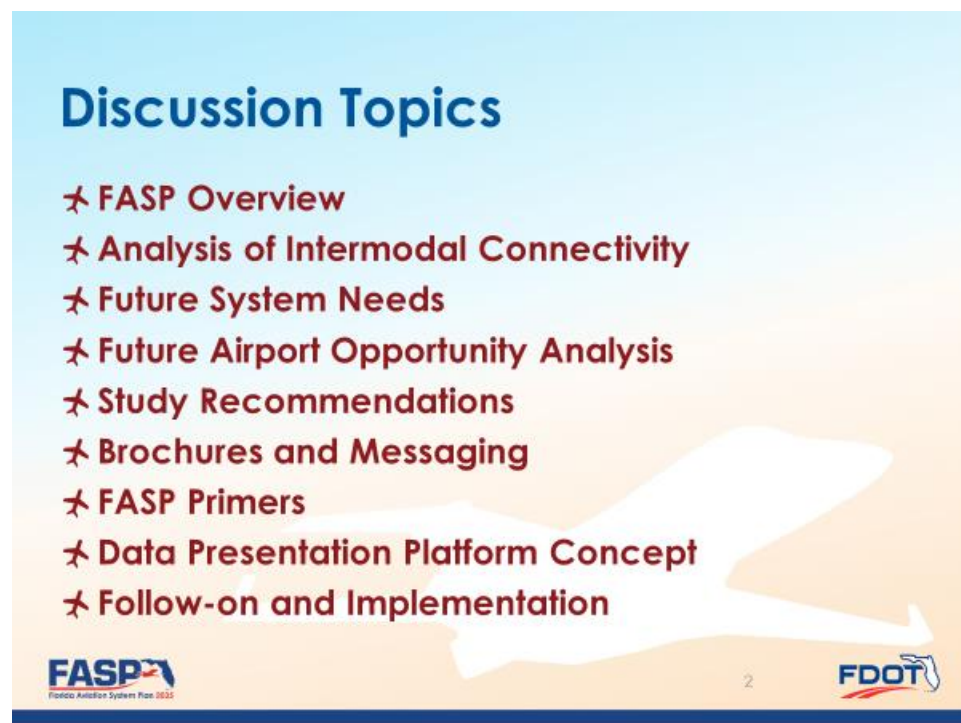 Discussion Topics
FASP Overview
Analysis of Intermodal Connectivity
Future System Needs
Future Airport Opportunity Analysis
Study Recommendations
Brochures and Messaging
FASP Primers
Data Presentation Platform Concept
Follow-on and Implementation
FASP
Florida Aviation System Plan 2035
2
FDOT